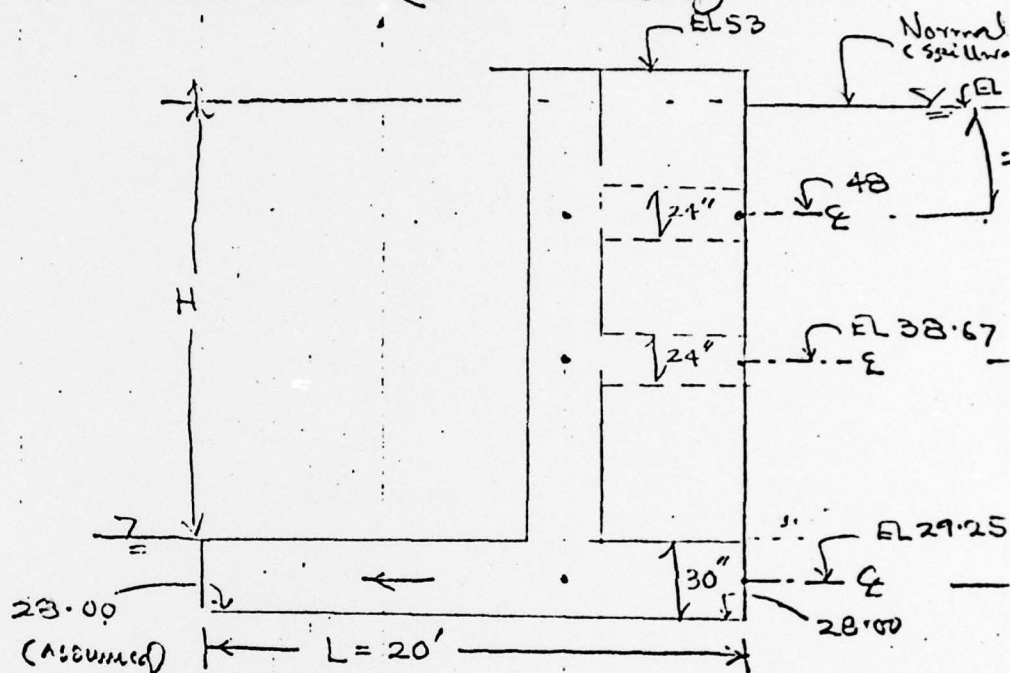 EL 53
Normal
EL
48
℄
24"
H
EL 38.67
24"
℄
EL 29.25
30"
℄
28.00
(Assumed)
L = 20'
28.00